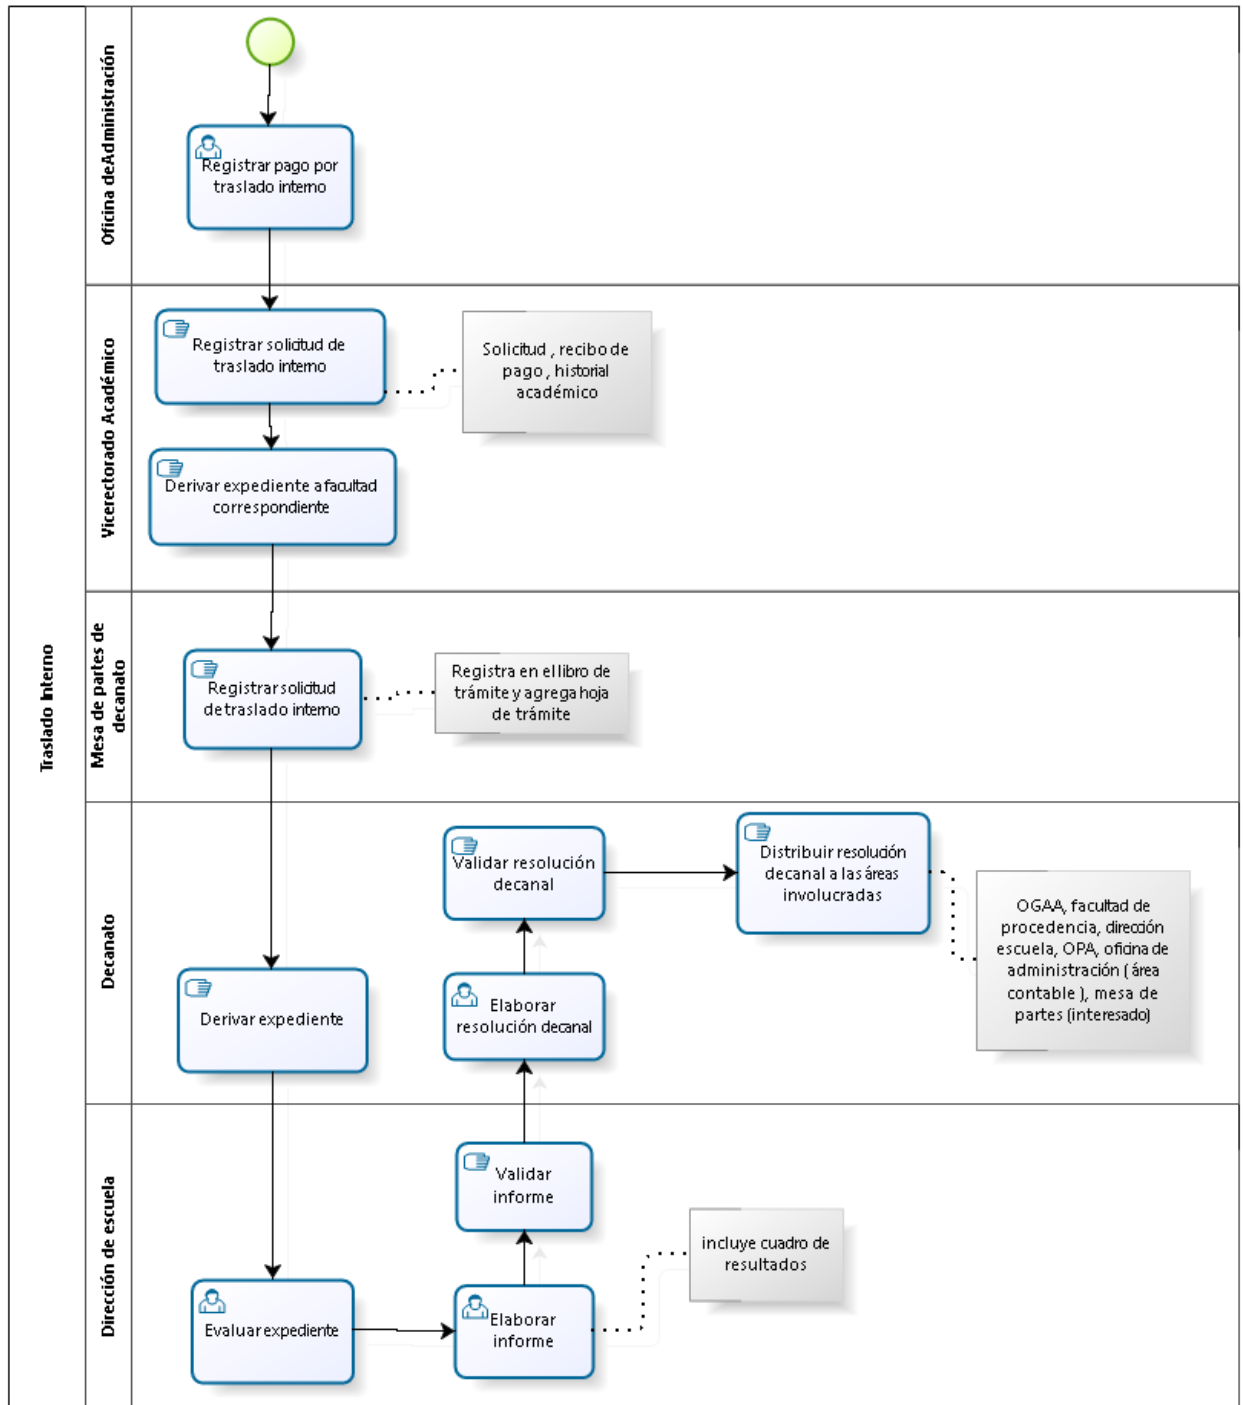 Traslado Interno
Oficina deAdministración
Registrar pago por
traslado interno
Vicerectorado Académico
Registrar solicitud de
traslado interno
Solicitud , recibo de
pago , historial
académico
Derivar expediente a facultad
correspondiente
Mesa de partes de
decanato
Registrar solicitud
de traslado interno
Registra en el libro de
trámite y agrega hoja
de trámite
Decanato
Validar resolución
decanal
Distribuir resolución
decanal a las áreas
involucradas
OGAA, facultad de
procedencia, dirección
escuela, OPA, oficina de
administración ( área
contable ), mesa de
partes (interesado)
Derivar expediente
Elaborar
resolución decanal
Dirección de escuela
Validar
informe
incluye cuadro de
resultados
Evaluar expediente
Elaborar
informe